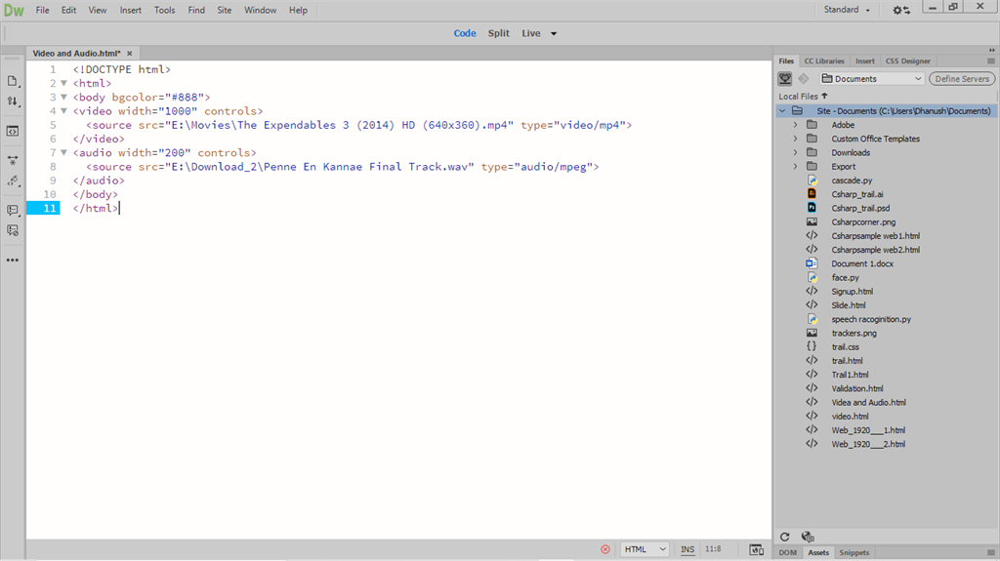 Dw File Edit View Insert Tools Find Site Window Help Standard
Code Split Live
Video and Audio.html*
1 <!DOCTYPE html>
2 <html>
3 <body bgcolor="#888">
4 <video width="1000" controls>
5 <source src="E:\Movies\The Expendables 3 (2014) HD (640x360).mp4" type="video/mp4">
6 </video>
7 <audio width="200" controls>
8 <source src="E:\Download_2\Penne En Kannae Final Track.wav" type="audio/mpeg">
9 </audio>
10 </body>
11 </html>
HTML INS 11:8
Files CC Libraries Insert CSS Designer
Documents Define Servers
Local Files
Site - Documents (C:\Users\Dhanush\Documents)
Adobe
Custom Office Templates
Downloads
Export
cascade.py
Csharp_trail.ai
Csharp_trail.psd
Csharpcorner.png
Csharpsample web1.html
Csharpsample web2.html
Document 1.docx
face.py
Signup.html
Slide.html
speech racoginition.py
trackers.png
trail.css
trail.html
Trail1.html
Validation.html
Videa and Audio.html
video.html
Web_1920___1.html
Web_1920___2.html
DOM Assets Snippets